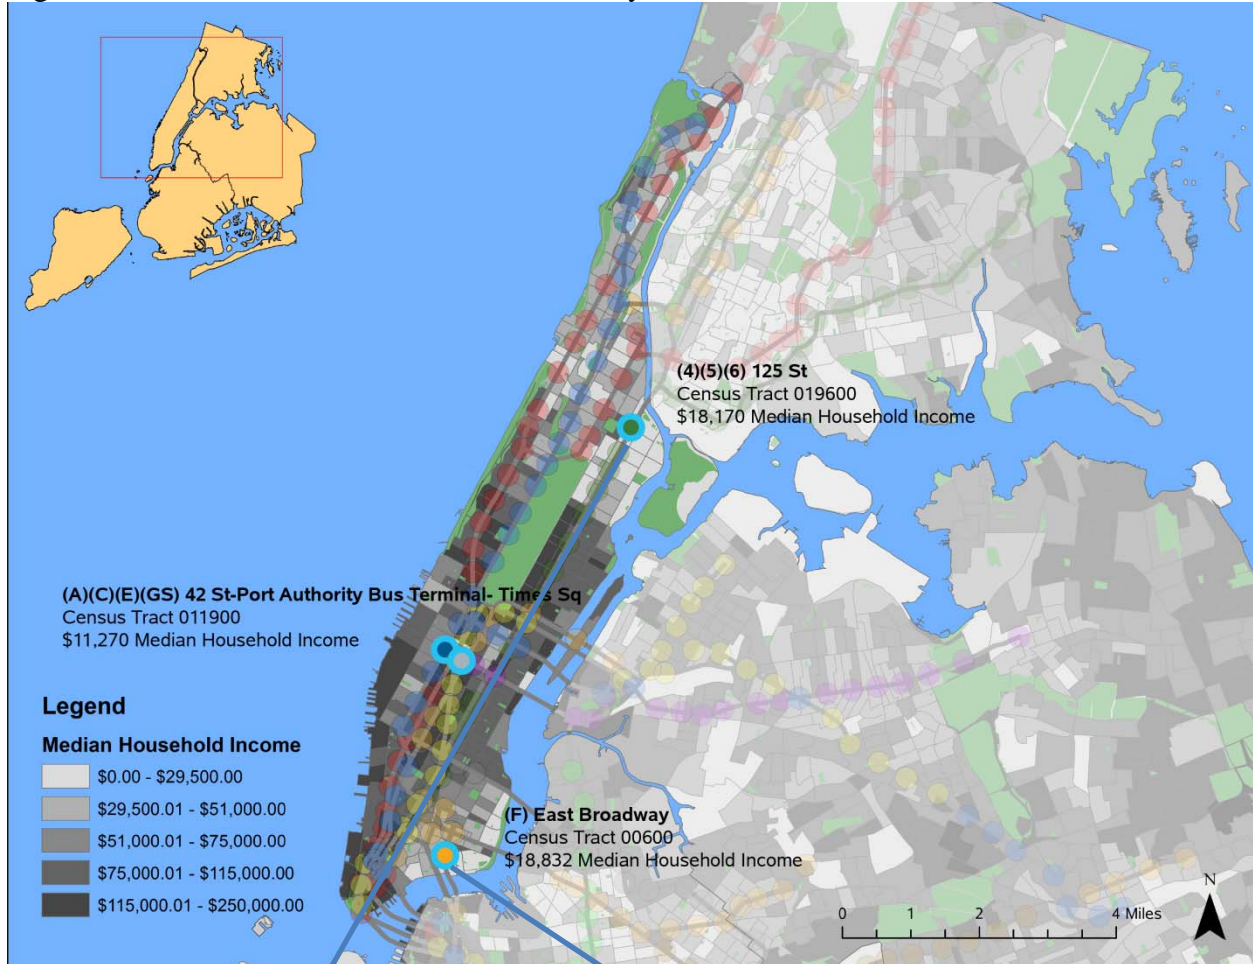 (4)(5)(6) 125 St
Census Tract 019600
$18,170 Median Household Income
(A)(C)(E)(GS) 42 St-Port Authority Bus Terminal- Times Sq
Census Tract 011900
$11,270 Median Household Income
Legend
Median Household Income
$0.00 - $29,500.00
$29,500.01 - $51,000.00
$51,000.01 - $75,000.00
$75,000.01 - $115,000.00
$115,000.01 - $250,000.00
(F) East Broadway
Census Tract 00600
$18,832 Median Household Income
N
0 1 2 4 Miles